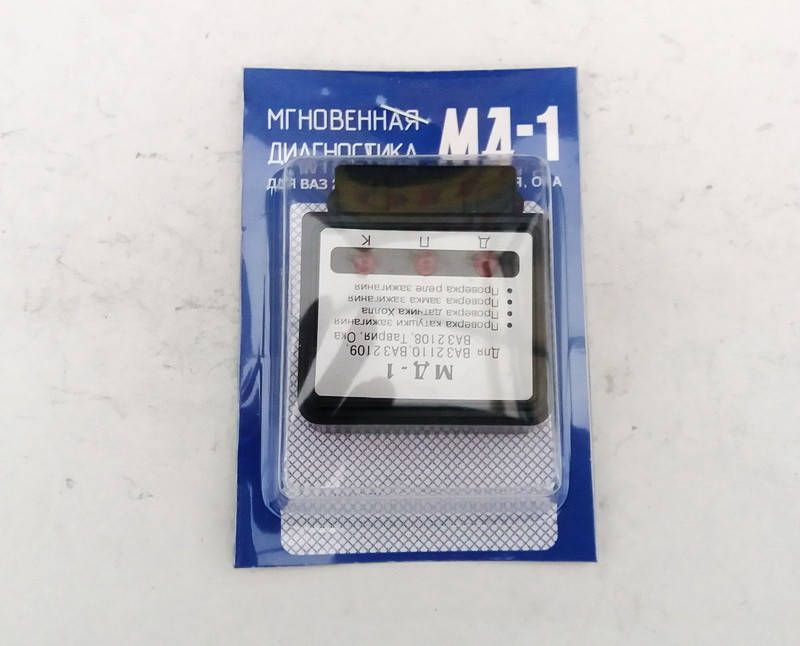 МГНОВЕННАЯ
ДИАГНОСТИКА
МД-1
ДЛЯ ВАЗ
ОКА
МД-1
Для ВАЗ2110,ВАЗ2109,
ВАЗ2108, Таврия, Ока
• Проверка катушки зажигания
• Проверка датчика Холла
• Проверка замка зажигания
• Проверка реле зажигания
Д П К